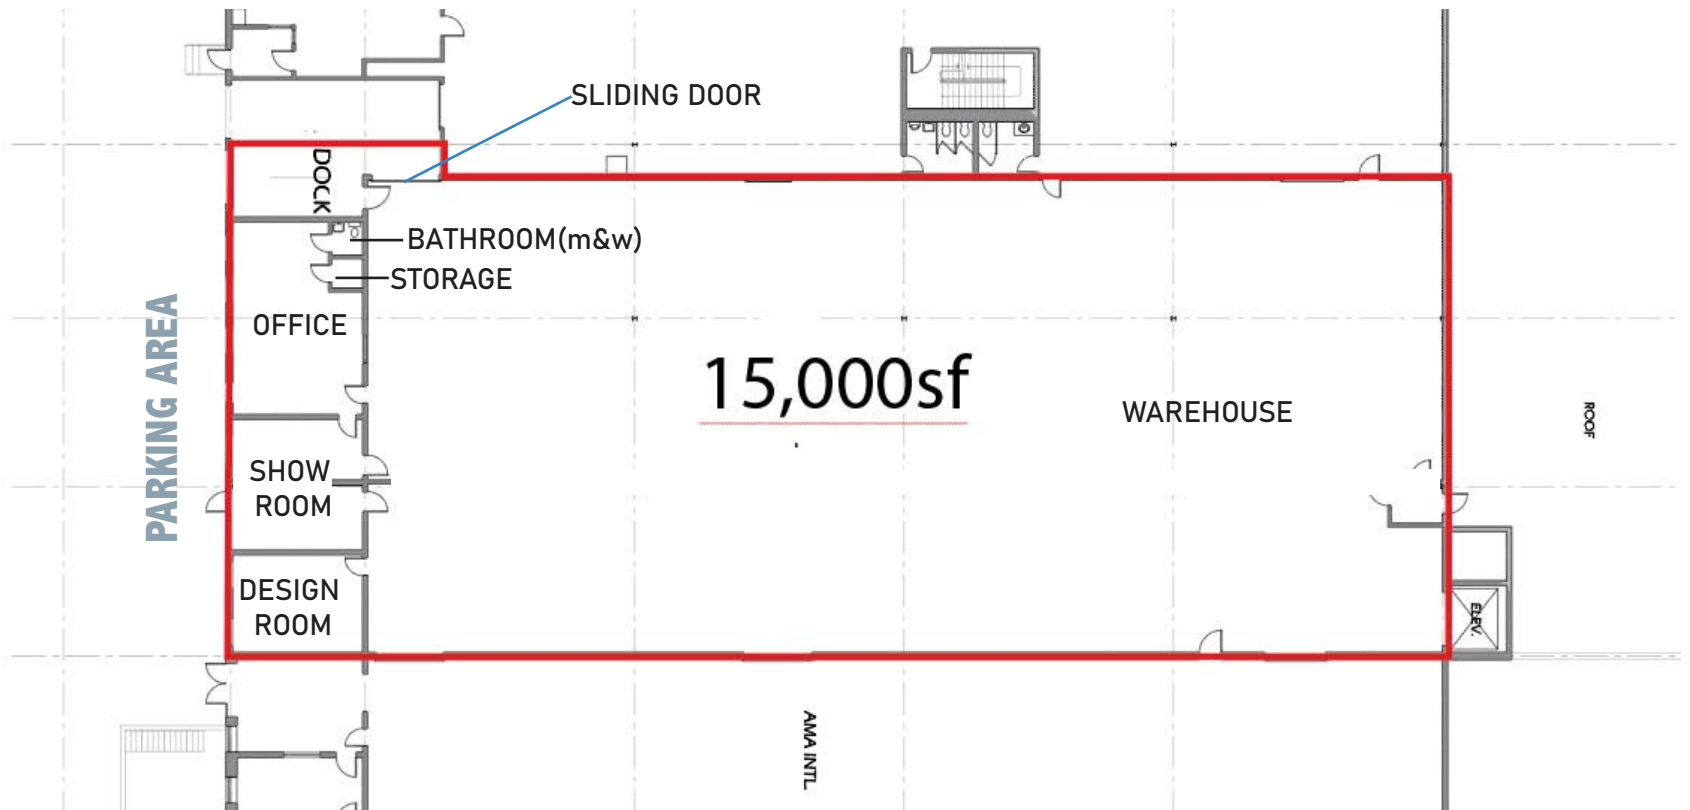 SLIDING DOOR
DOCK
BATHROOM(m&w)
STORAGE
OFFICE
PARKING AREA
15,000sf
WAREHOUSE
ROOF
SHOW
ROOM
DESIGN
ROOM
ELEV.
AMA INTL